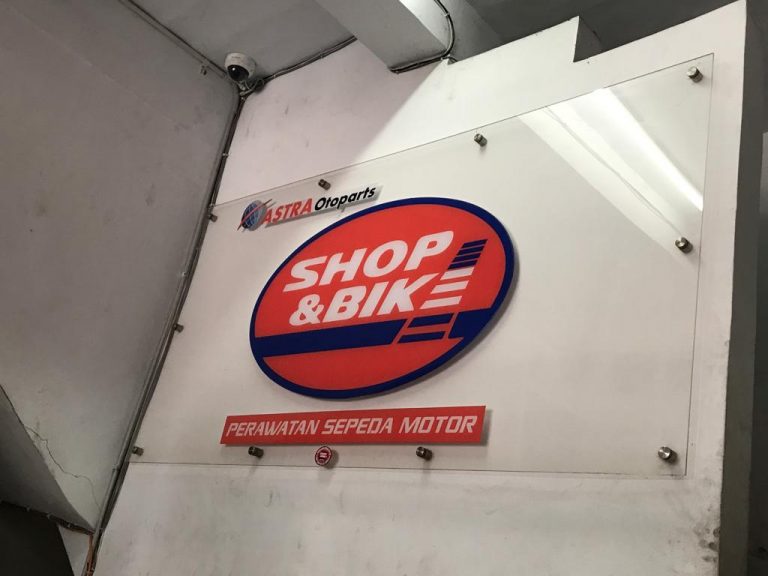 ASTRA Otoparts
SHOP
&BIKE
PERAWATAN SEPEDA MOTOR